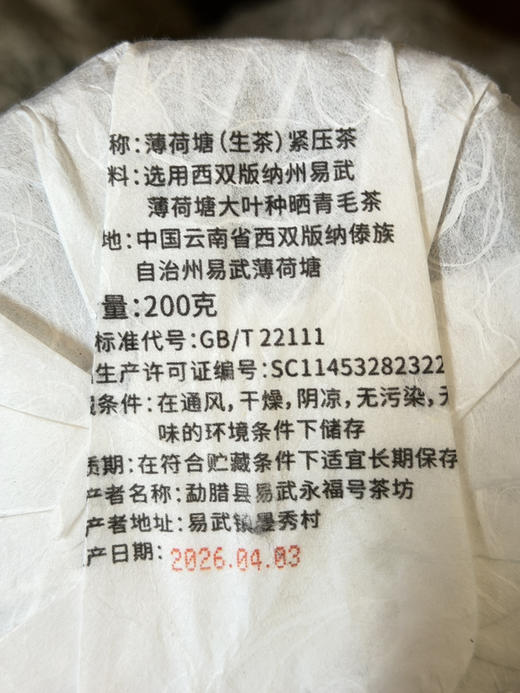 称:薄荷塘(生茶)紧压茶
料:选用西双版纳州易武
薄荷塘大叶种晒青毛茶
地:中国云南省西双版纳傣族
自治州易武薄荷塘
量:200克
标准代号:GB/T 22111
生产许可证编号:SC11453282322
条件:在通风,干燥,阴凉,无污染,无
味的环境条件下储存
质期:在符合贮藏条件下适宜长期保存
产者名称:勐腊县易武永福号茶坊
产者地址:易武镇曼秀村
产日期:2026.04.03